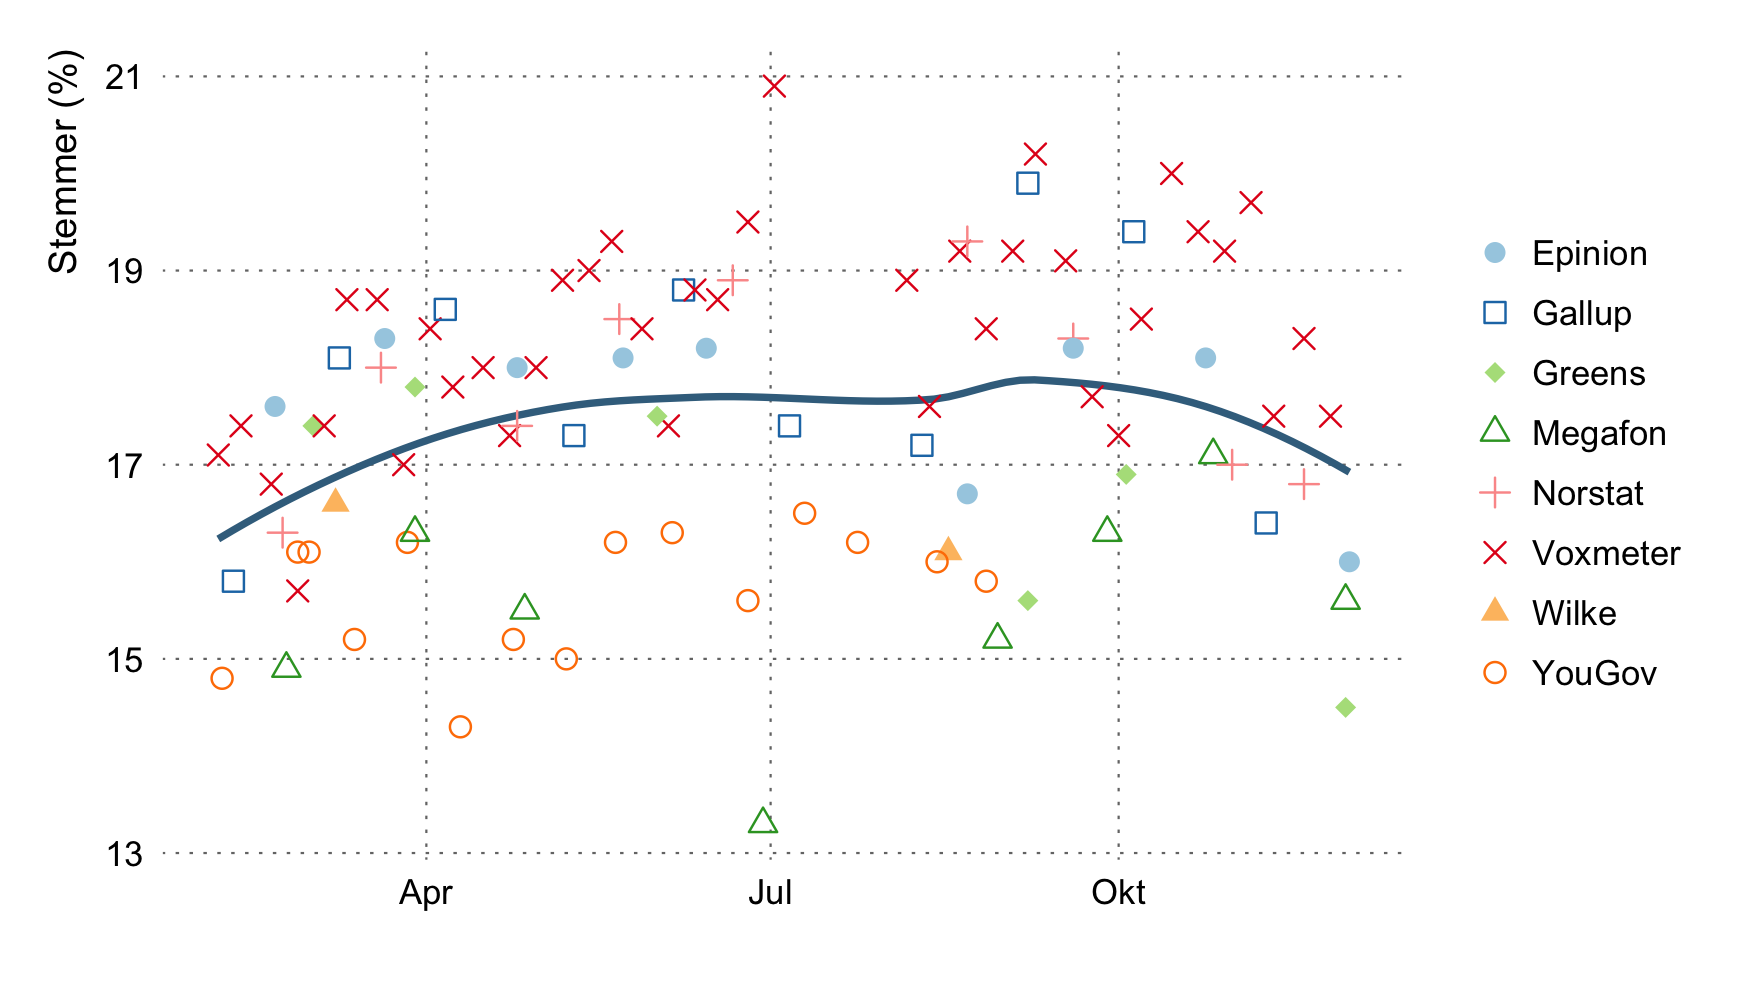 Stemmer (%)
21
19
17
15
13
Apr
Jul
Okt
Epinion
Gallup
Greens
Megafon
Norstat
Voxmeter
Wilke
YouGov